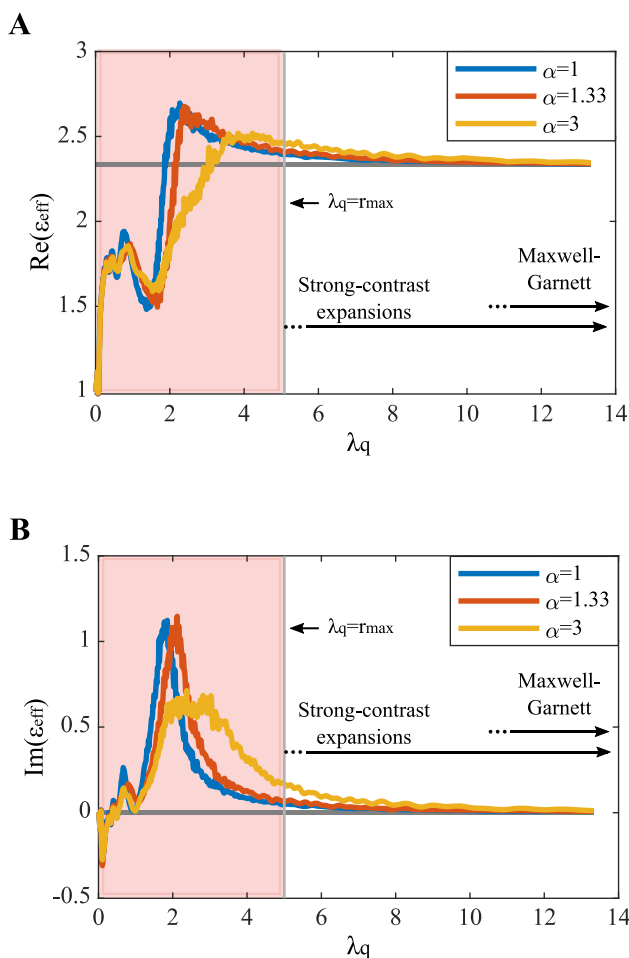 A
3
2.5
2
1.5
1
Re(εeff)
α=1
α=1.33
α=3
λq=rmax
Maxwell-
Garnett
Strong-contrast
expansions
0 2 4 6 8 10 12 14
λq
B
1.5
1
0.5
0
-0.5
Im(εeff)
α=1
α=1.33
α=3
λq=rmax
Maxwell-
Garnett
Strong-contrast
expansions
0 2 4 6 8 10 12 14
λq